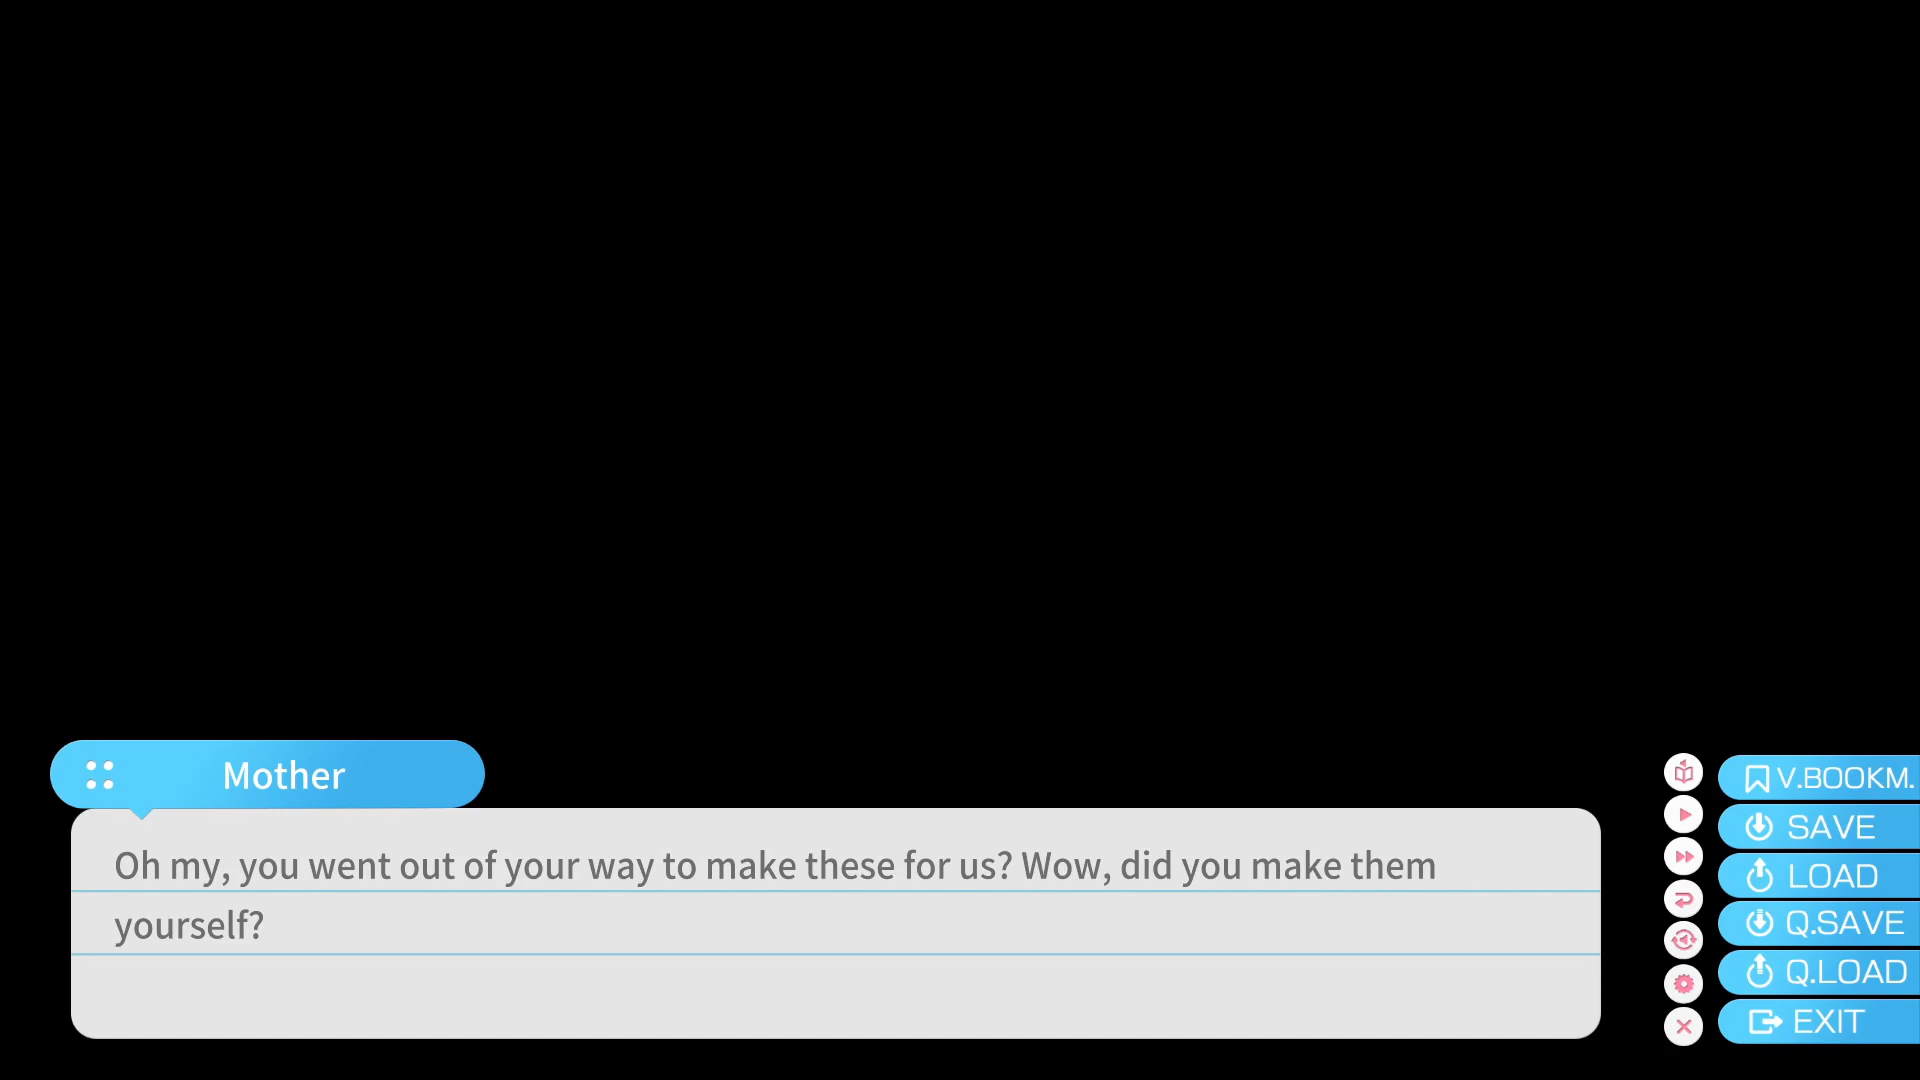 Mother
Oh my, you went out of your way to make these for us? Wow, did you make them
yourself?
V.BOOKM.
SAVE
LOAD
Q.SAVE
Q.LOAD
EXIT